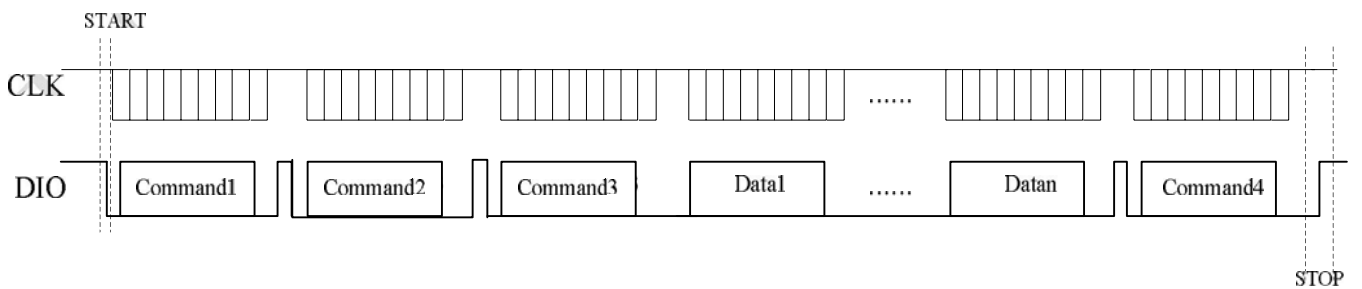 START
CLK
......
DIO
Command1
Command2
Command3
Data1
......
Datan
Command4
STOP